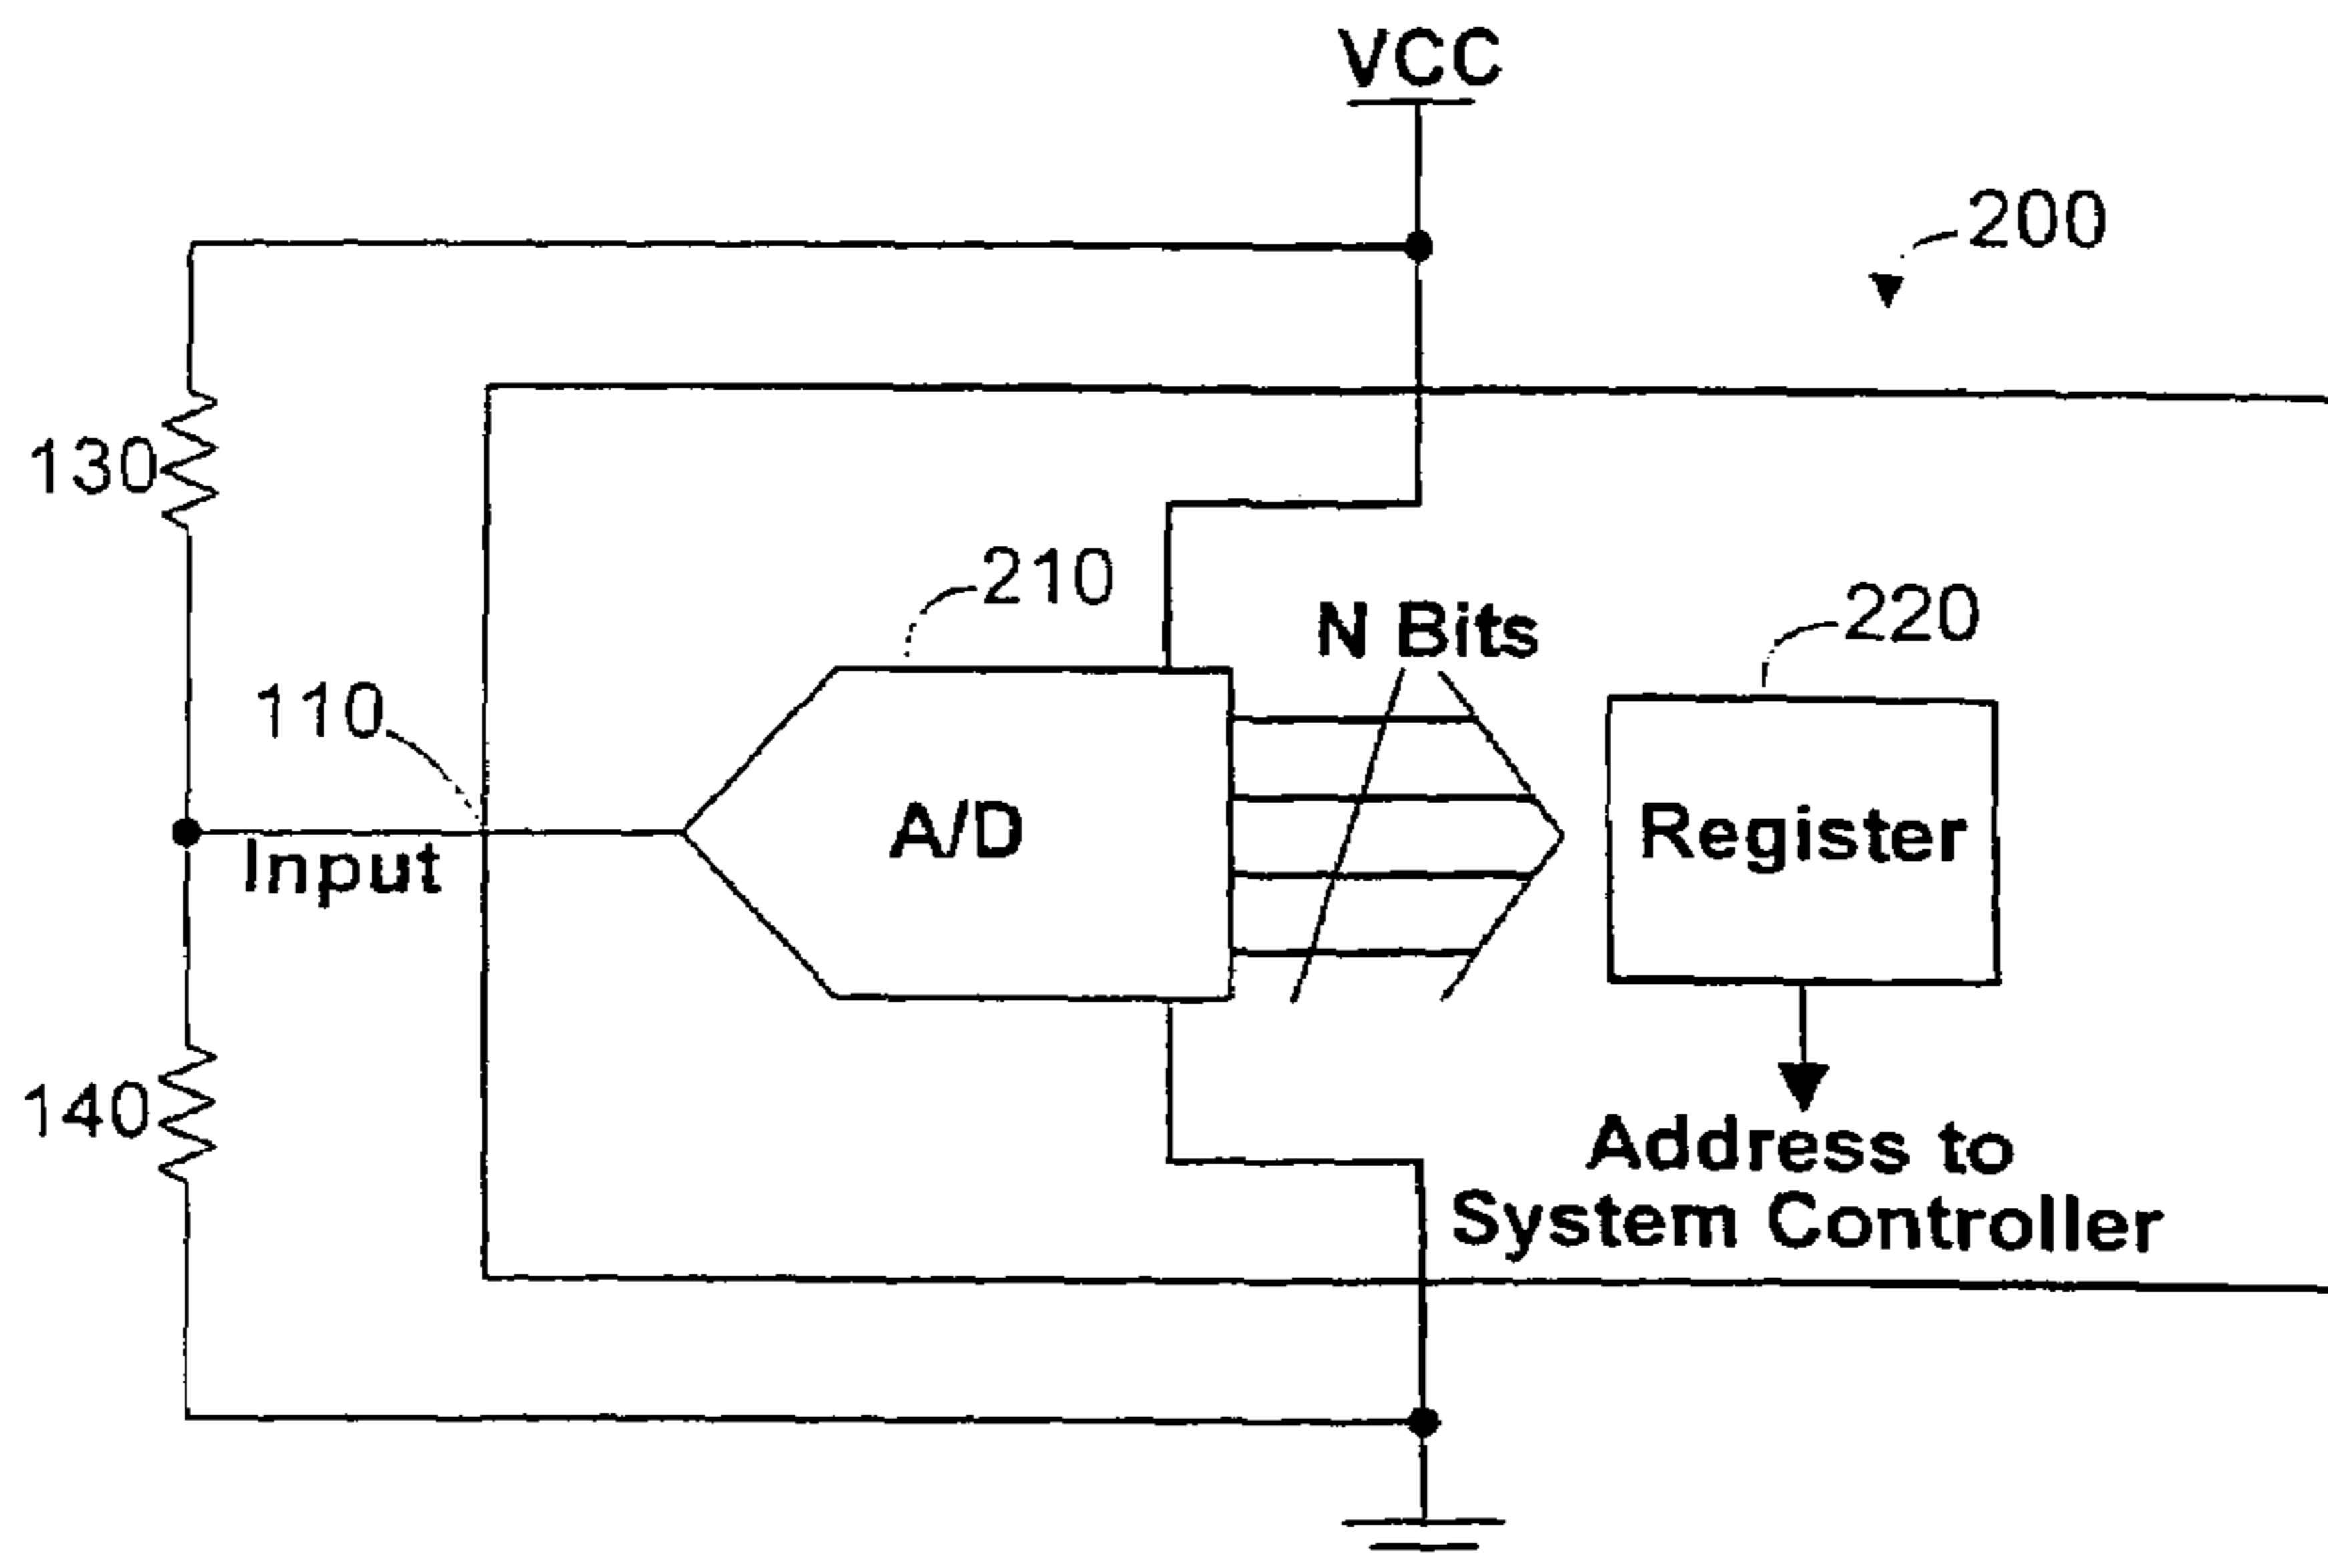 VCC
200
130
210
N Bits
220
110
A/D
Register
Input
140
Address to
System Controller